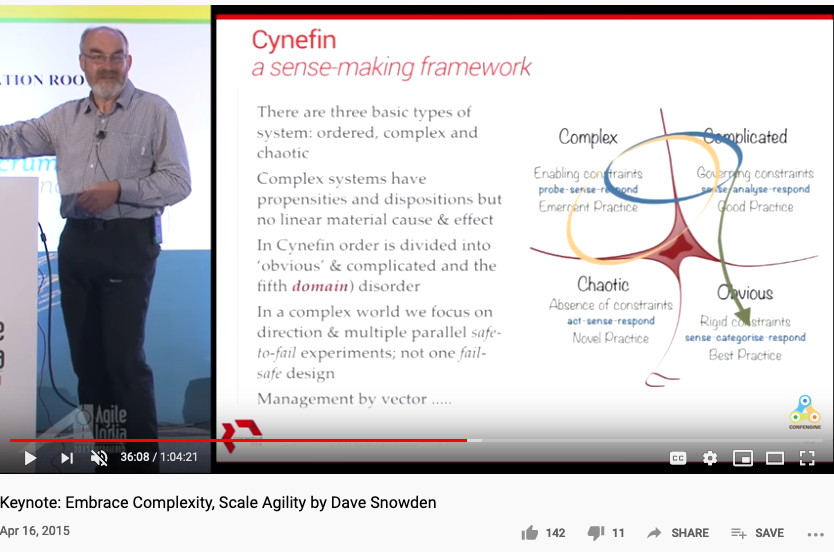 TION ROO
crum
Cynefin
a sense-making framework
There are three basic types of
system: ordered, complex and
chaotic
Complex systems have
propensities and dispositions but
no linear material cause & effect
In Cynefin order is divided into
‘obvious’ & complicated and the
fifth domain) disorder
In a complex world we focus on
direction & multiple parallel safe-
to-fail experiments; not one fail-
safe design
Management by vector .....
Complex
Enabling constraints
probe-sense-respond
Emergent Practice
Complicated
Governing constraints
sense-analyse-respond
Good Practice
Chaotic
Absence of constraints
act-sense-respond
Novel Practice
Obvious
Rigid constraints
sense-categorise-respond
Best Practice
CONFENGINE
Agile
India
36:08 / 1:04:21
CC
Keynote: Embrace Complexity, Scale Agility by Dave Snowden
Apr 16, 2015
142
11
SHARE
SAVE